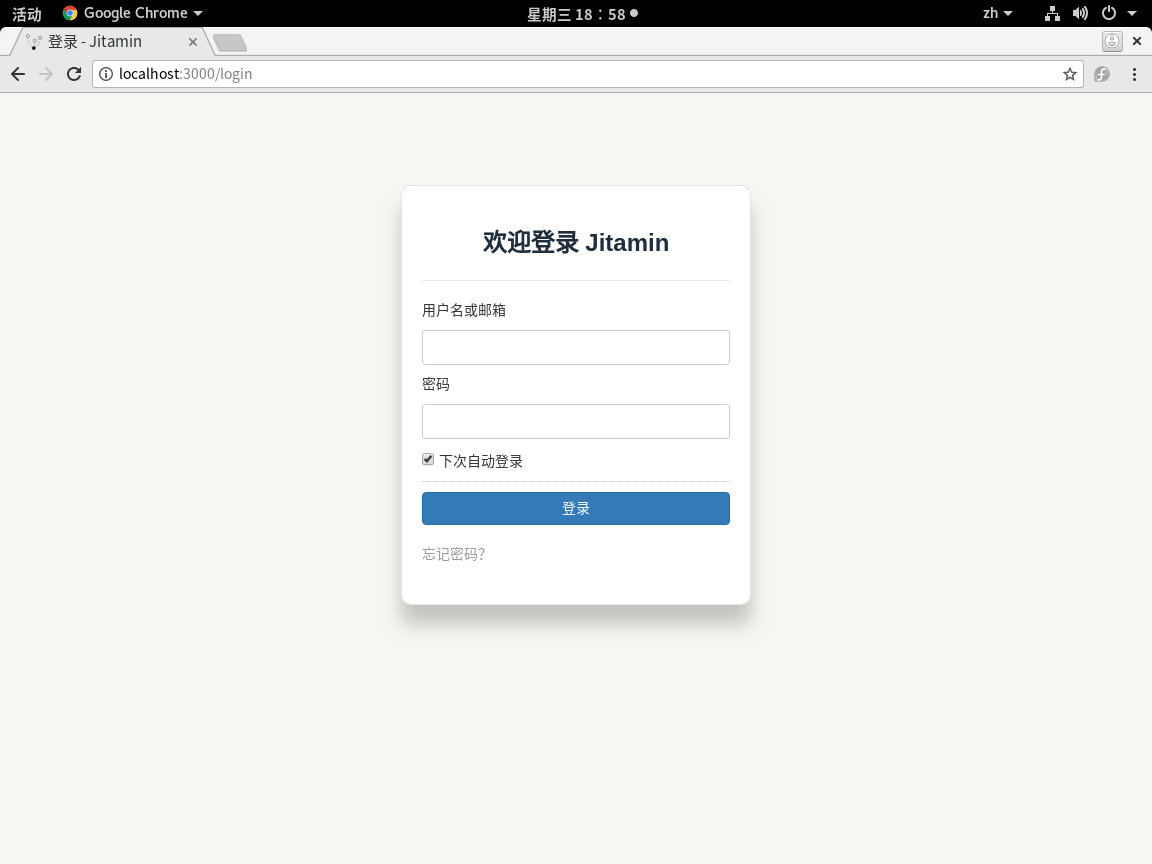 活动 Google Chrome 星期三 18：58 zh
登录 - Jitamin
localhost:3000/login
欢迎登录 Jitamin
用户名或邮箱
密码
下次自动登录
登录
忘记密码?